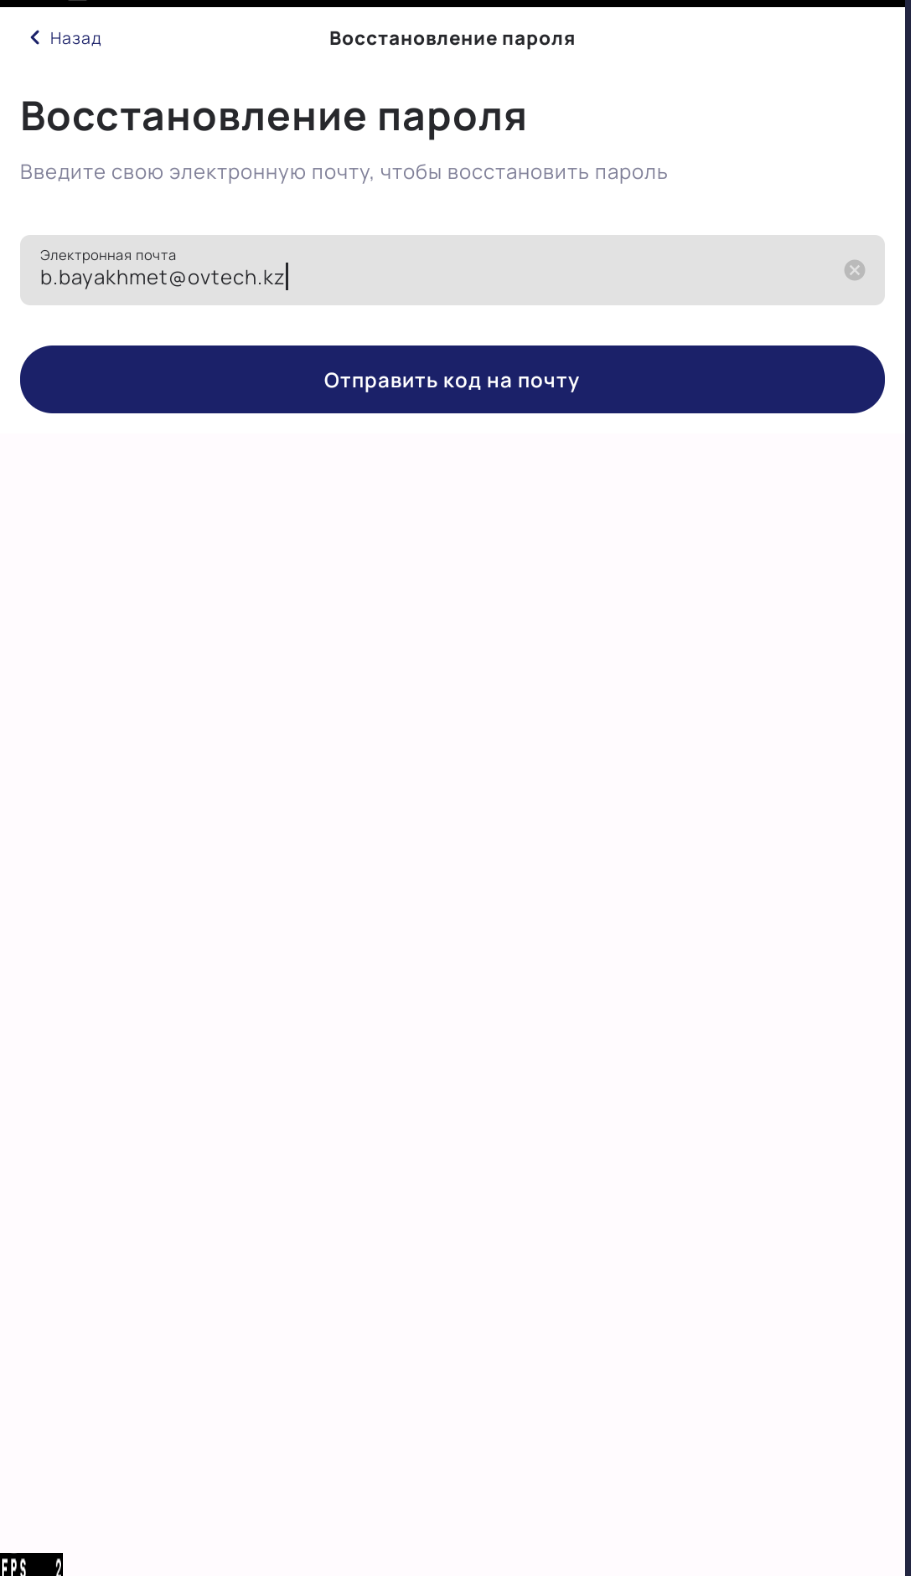 Назад
Восстановление пароля
Восстановление пароля
Введите свою электронную почту, чтобы восстановить пароль
Электронная почта
b.bayakhmet@ovtech.kz
Отправить код на почту
FPS 2